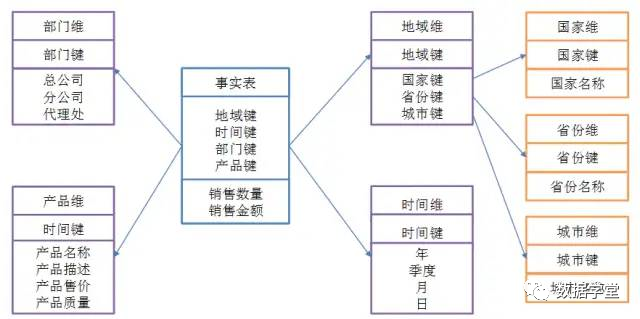 部门维
部门键
总公司
分公司
代理处
产品维
时间键
产品名称
产品描述
产品售价
产品质量
事实表
地域键
时间键
部门键
产品键
销售数量
销售金额
地域维
地域键
国家键
省份键
城市键
时间维
时间键
年
季度
月
日
国家维
国家键
国家名称
省份维
省份键
省份名称
城市维
城市键
数据学堂